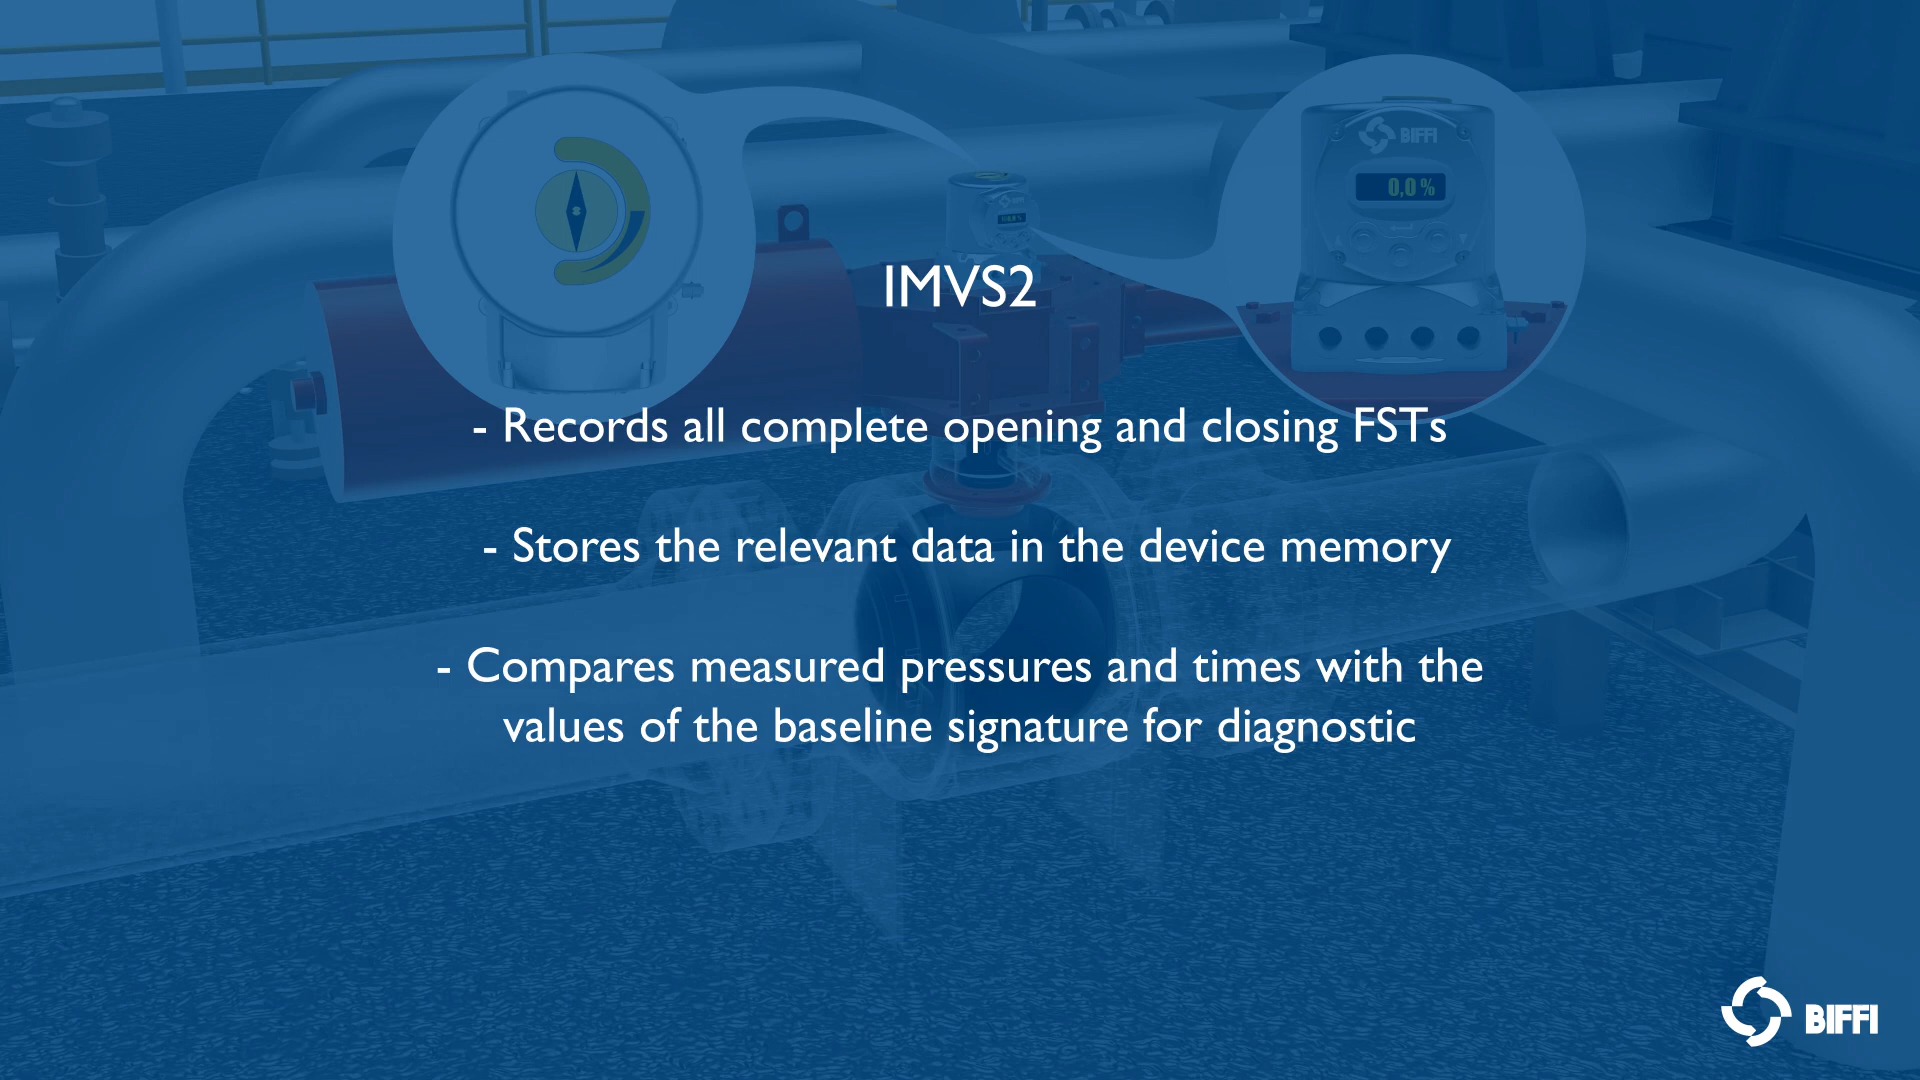 BIFFI
0,0 %
IMVS2
- Records all complete opening and closing FSTs
- Stores the relevant data in the device memory
- Compares measured pressures and times with the
values of the baseline signature for diagnostic
BIFFI